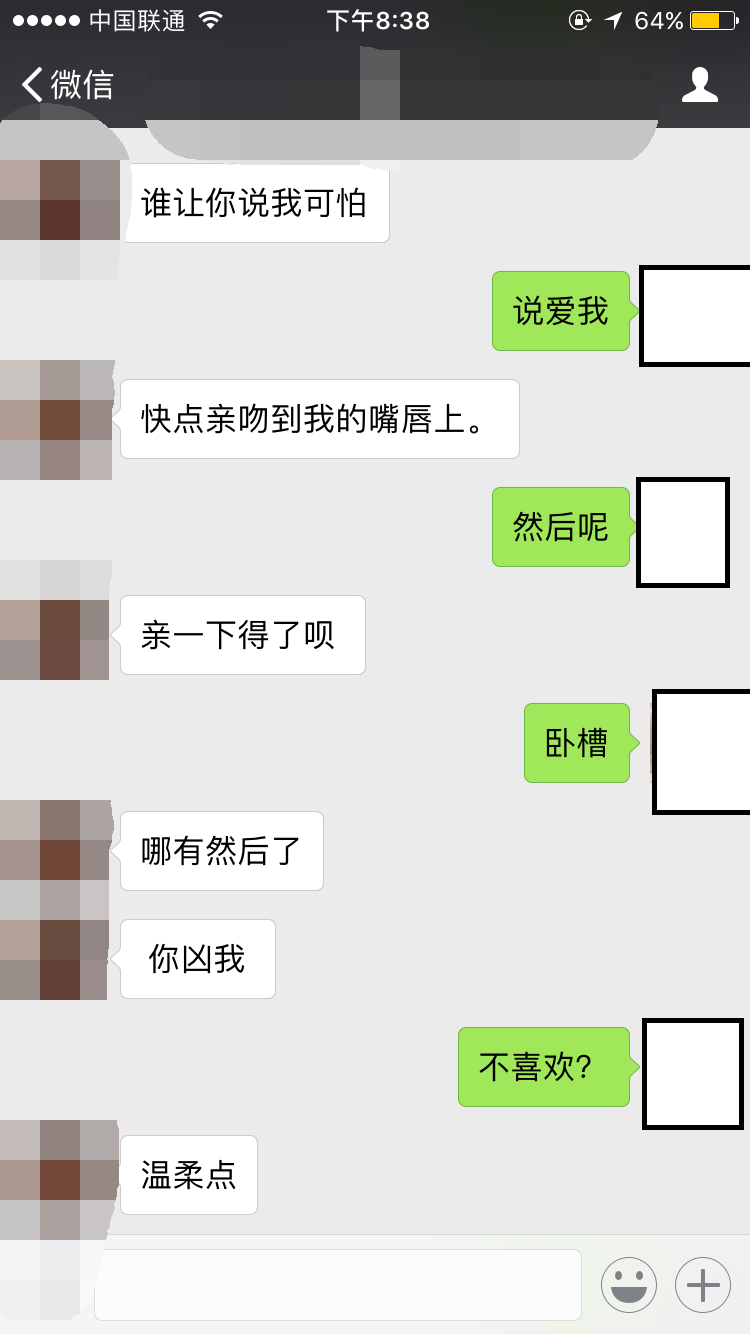 中国联通 下午8:38 64%
微信
谁让你说我可怕
说爱我
快点亲吻到我的嘴唇上。
然后呢
亲一下得了呗
卧槽
哪有然后了
你凶我
不喜欢?
温柔点